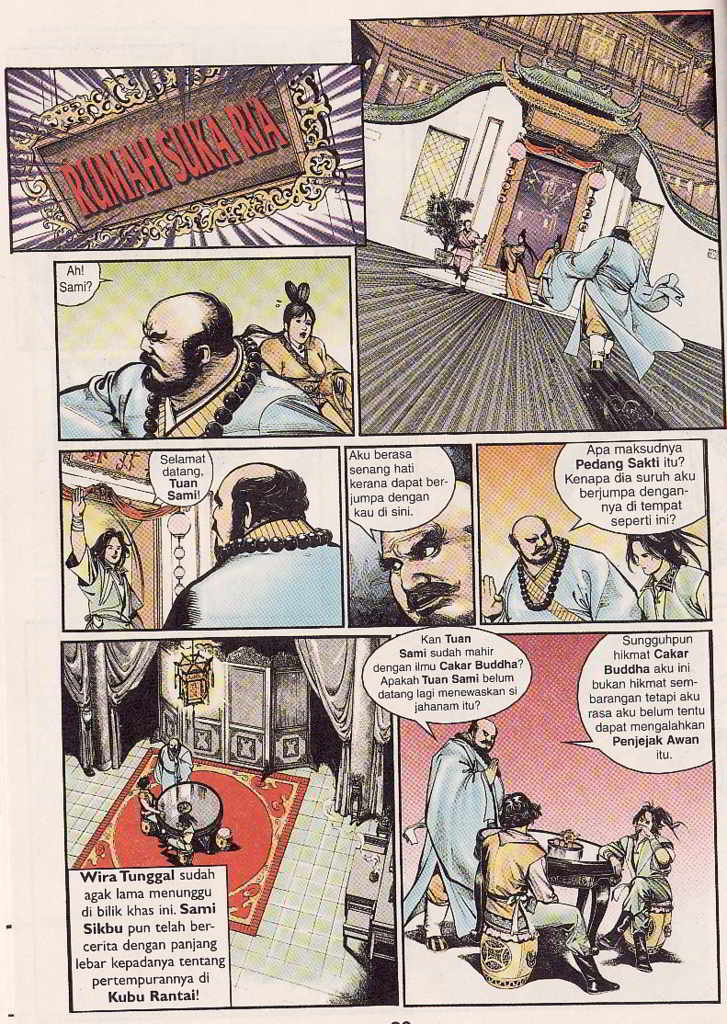 RUMAH SUKA RIA
Ah!
Sami?
Selamat
datang,
Tuan
Sami!
Aku berasa
senang hati
kerana dapat ber-
jumpa dengan
kau di sini.
Apa maksudnya
Pedang Sakti itu?
Kenapa dia suruh aku
berjumpa dengan-
nya di tempat
seperti ini?
Wira Tunggal sudah
agak lama menunggu
di bilik khas ini. Sami
Sikbu pun telah ber-
cerita dengan panjang
lebar kepadanya tentang
pertempurannya di
Kubu Rantai!
Kan Tuan
Sami sudah mahir
dengan ilmu Cakar Buddha?
Apakah Tuan Sami belum
datang lagi menewaskan si
jahanam itu?
Sungguhpun
hikmat Cakar
Buddha aku ini
bukan hikmat sem-
barangan tetapi aku
rasa aku belum tentu
dapat mengalahkan
Penjejak Awan
itu.